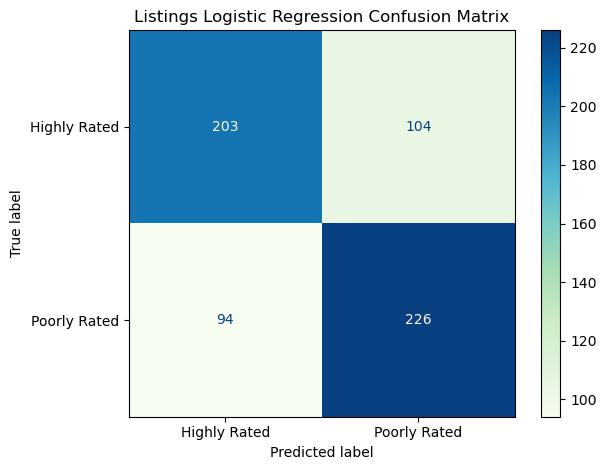 Listings Logistic Regression Confusion Matrix
True label
Highly Rated
Poorly Rated
203
104
94
226
Highly Rated
Poorly Rated
Predicted label
220
200
180
160
140
120
100